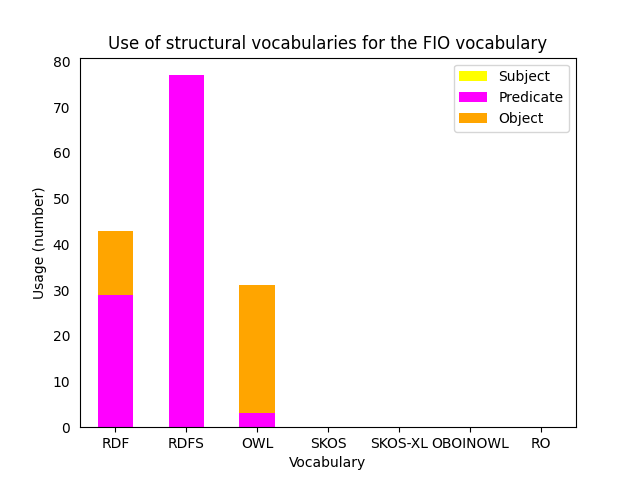 Use of structural vocabularies for the FIO vocabulary
Subject
Predicate
Object
Usage (number)
80
70
60
50
40
30
20
10
0
RDF RDFS OWL SKOS SKOS-XL OBOINOWL RO
Vocabulary